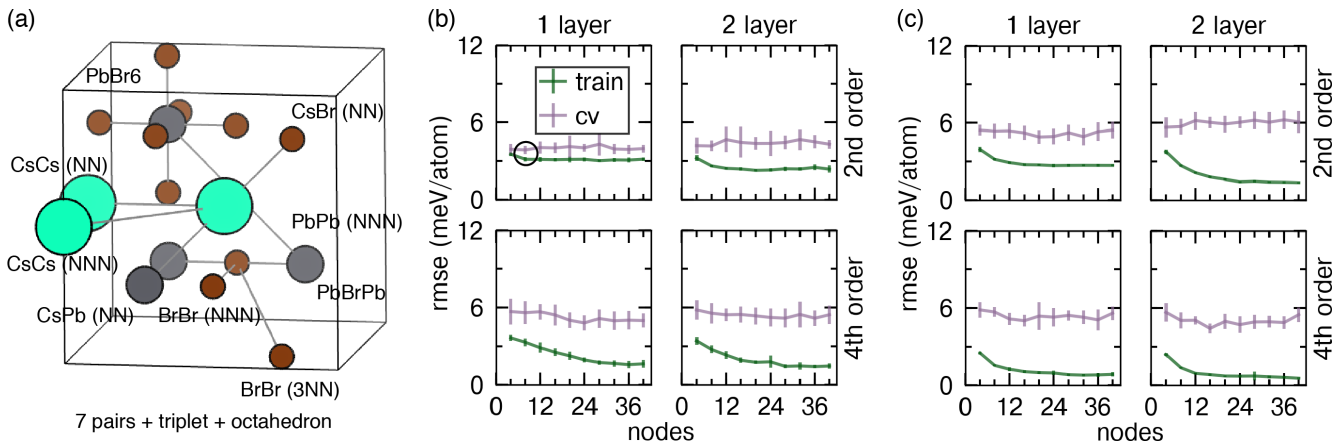 (a)
PbBr6
CsBr (NN)
CsCs (NN)
PbPb (NNN)
CsCs (NNN)
PbBrPb
CsPb (NN)
BrBr (NNN)
BrBr (3NN)
7 pairs + triplet + octahedron
(b)
1 layer
2 layer
12
6
0
train
cv
2nd order
rmse (meV/atom)
12
6
0
4th order
0 12 24 36
0 12 24 36
nodes
(c)
1 layer
2 layer
12
6
0
2nd order
rmse (meV/atom)
12
6
0
4th order
0 12 24 36
0 12 24 36
nodes